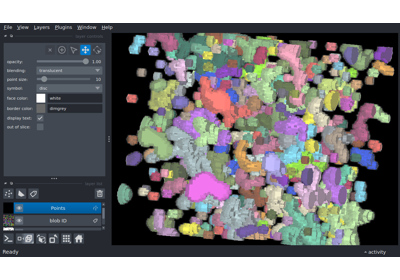 File View Layers Plugins Window Help
opacity: 1.00
blending: translucent
point size: 10
symbol: disc
face color: white
border color: dimgrey
display text:
out of slice:
Points
blob ID
Ready
activity